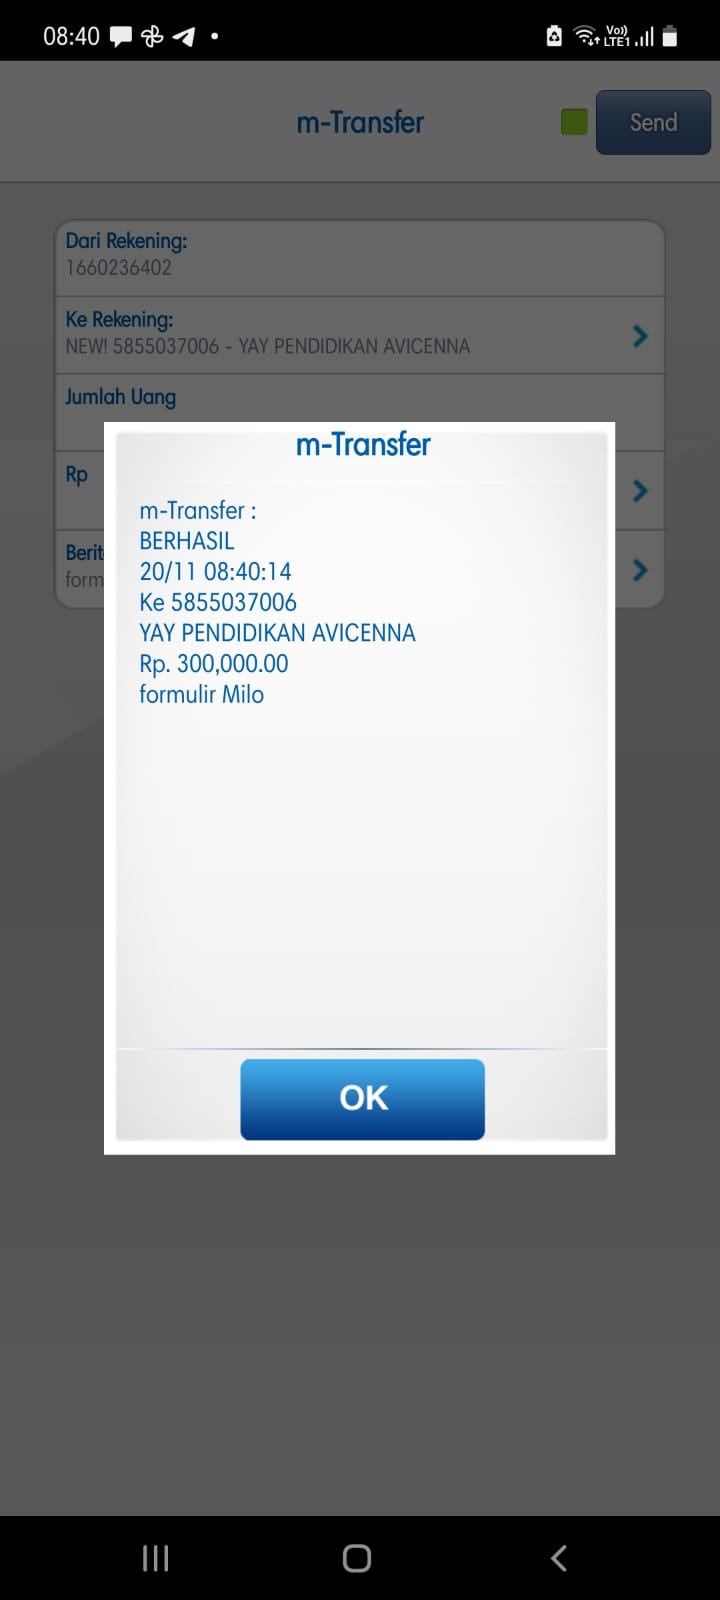 08:40
Vo))
LTE1
m-Transfer
Send
Dari Rekening:
1660236402
Ke Rekening:
NEW! 5855037006 - YAY PENDIDIKAN AVICENNA
Jumlah Uang
Rp
Berit
form
m-Transfer
m-Transfer :
BERHASIL
20/11 08:40:14
Ke 5855037006
YAY PENDIDIKAN AVICENNA
Rp. 300,000.00
formulir Milo
OK